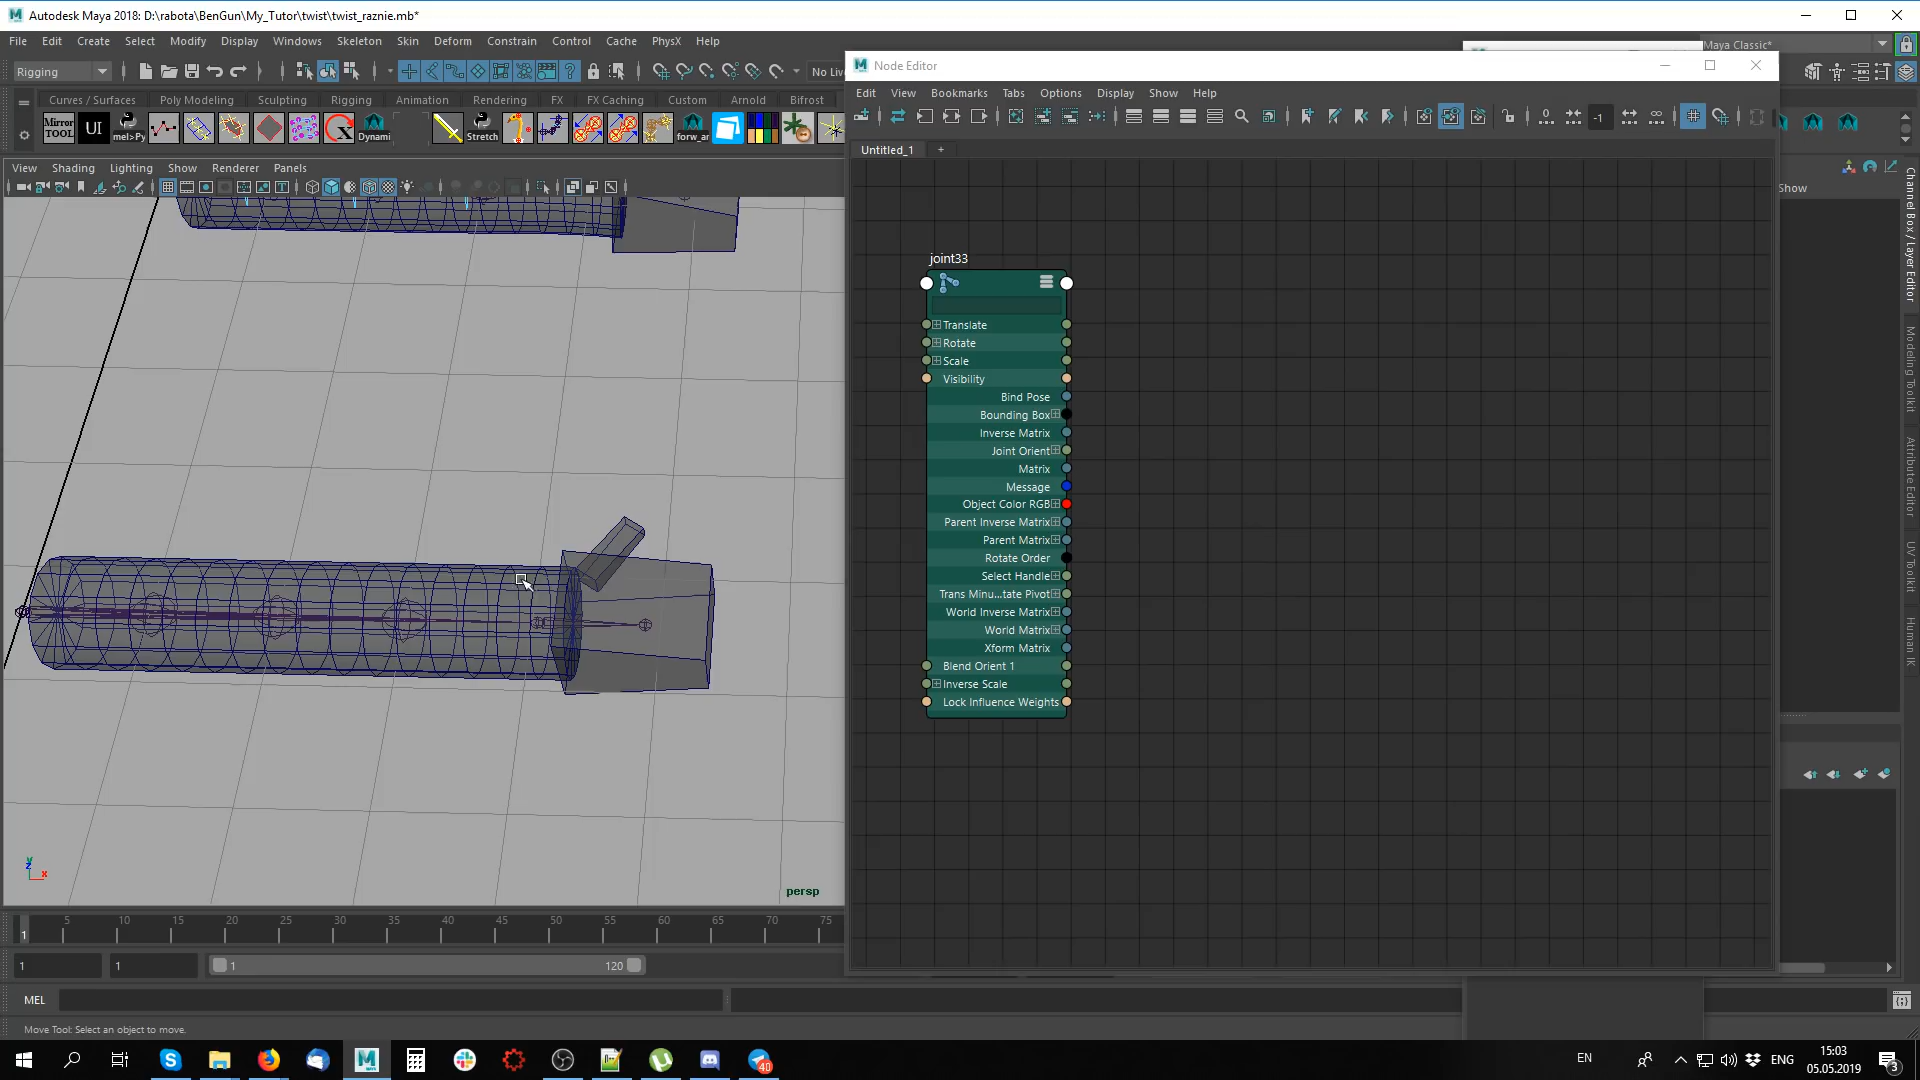 Autodesk Maya 2018: D:\rabota\BenGun\My_Tutor\twist\twist_raznie.mb*
File Edit Create Select Modify Display Windows Skeleton Skin Deform Constrain Control Cache PhysX Help
Maya Classic*
Rigging
No Liv
Curves / Surfaces Poly Modeling Sculpting Rigging Animation Rendering FX FX Caching Custom Arnold Bifrost
Mirror TOOL UI mel>Py Dynami Stretch forw_ar
View Shading Lighting Show Renderer Panels
persp
Node Editor
Edit View Bookmarks Tabs Options Display Show Help
0 -1
Untitled_1 +
joint33
Translate
Rotate
Scale
Visibility
Bind Pose
Bounding Box
Inverse Matrix
Joint Orient
Matrix
Message
Object Color RGB
Parent Inverse Matrix
Parent Matrix
Rotate Order
Select Handle
Trans Minu...tate Pivot
World Inverse Matrix
World Matrix
Xform Matrix
Blend Orient 1
Inverse Scale
Lock Influence Weights
Show
Channel Box / Layer Editor
Modeling Toolkit
Attribute Editor
UV Toolkit
Human IK
5 10 15 20 25 30 35 40 45 50 55 60 65 70 75
1
1 1 1 120
MEL
Move Tool: Select an object to move.
40
EN
ENG
15:03
05.05.2019
3